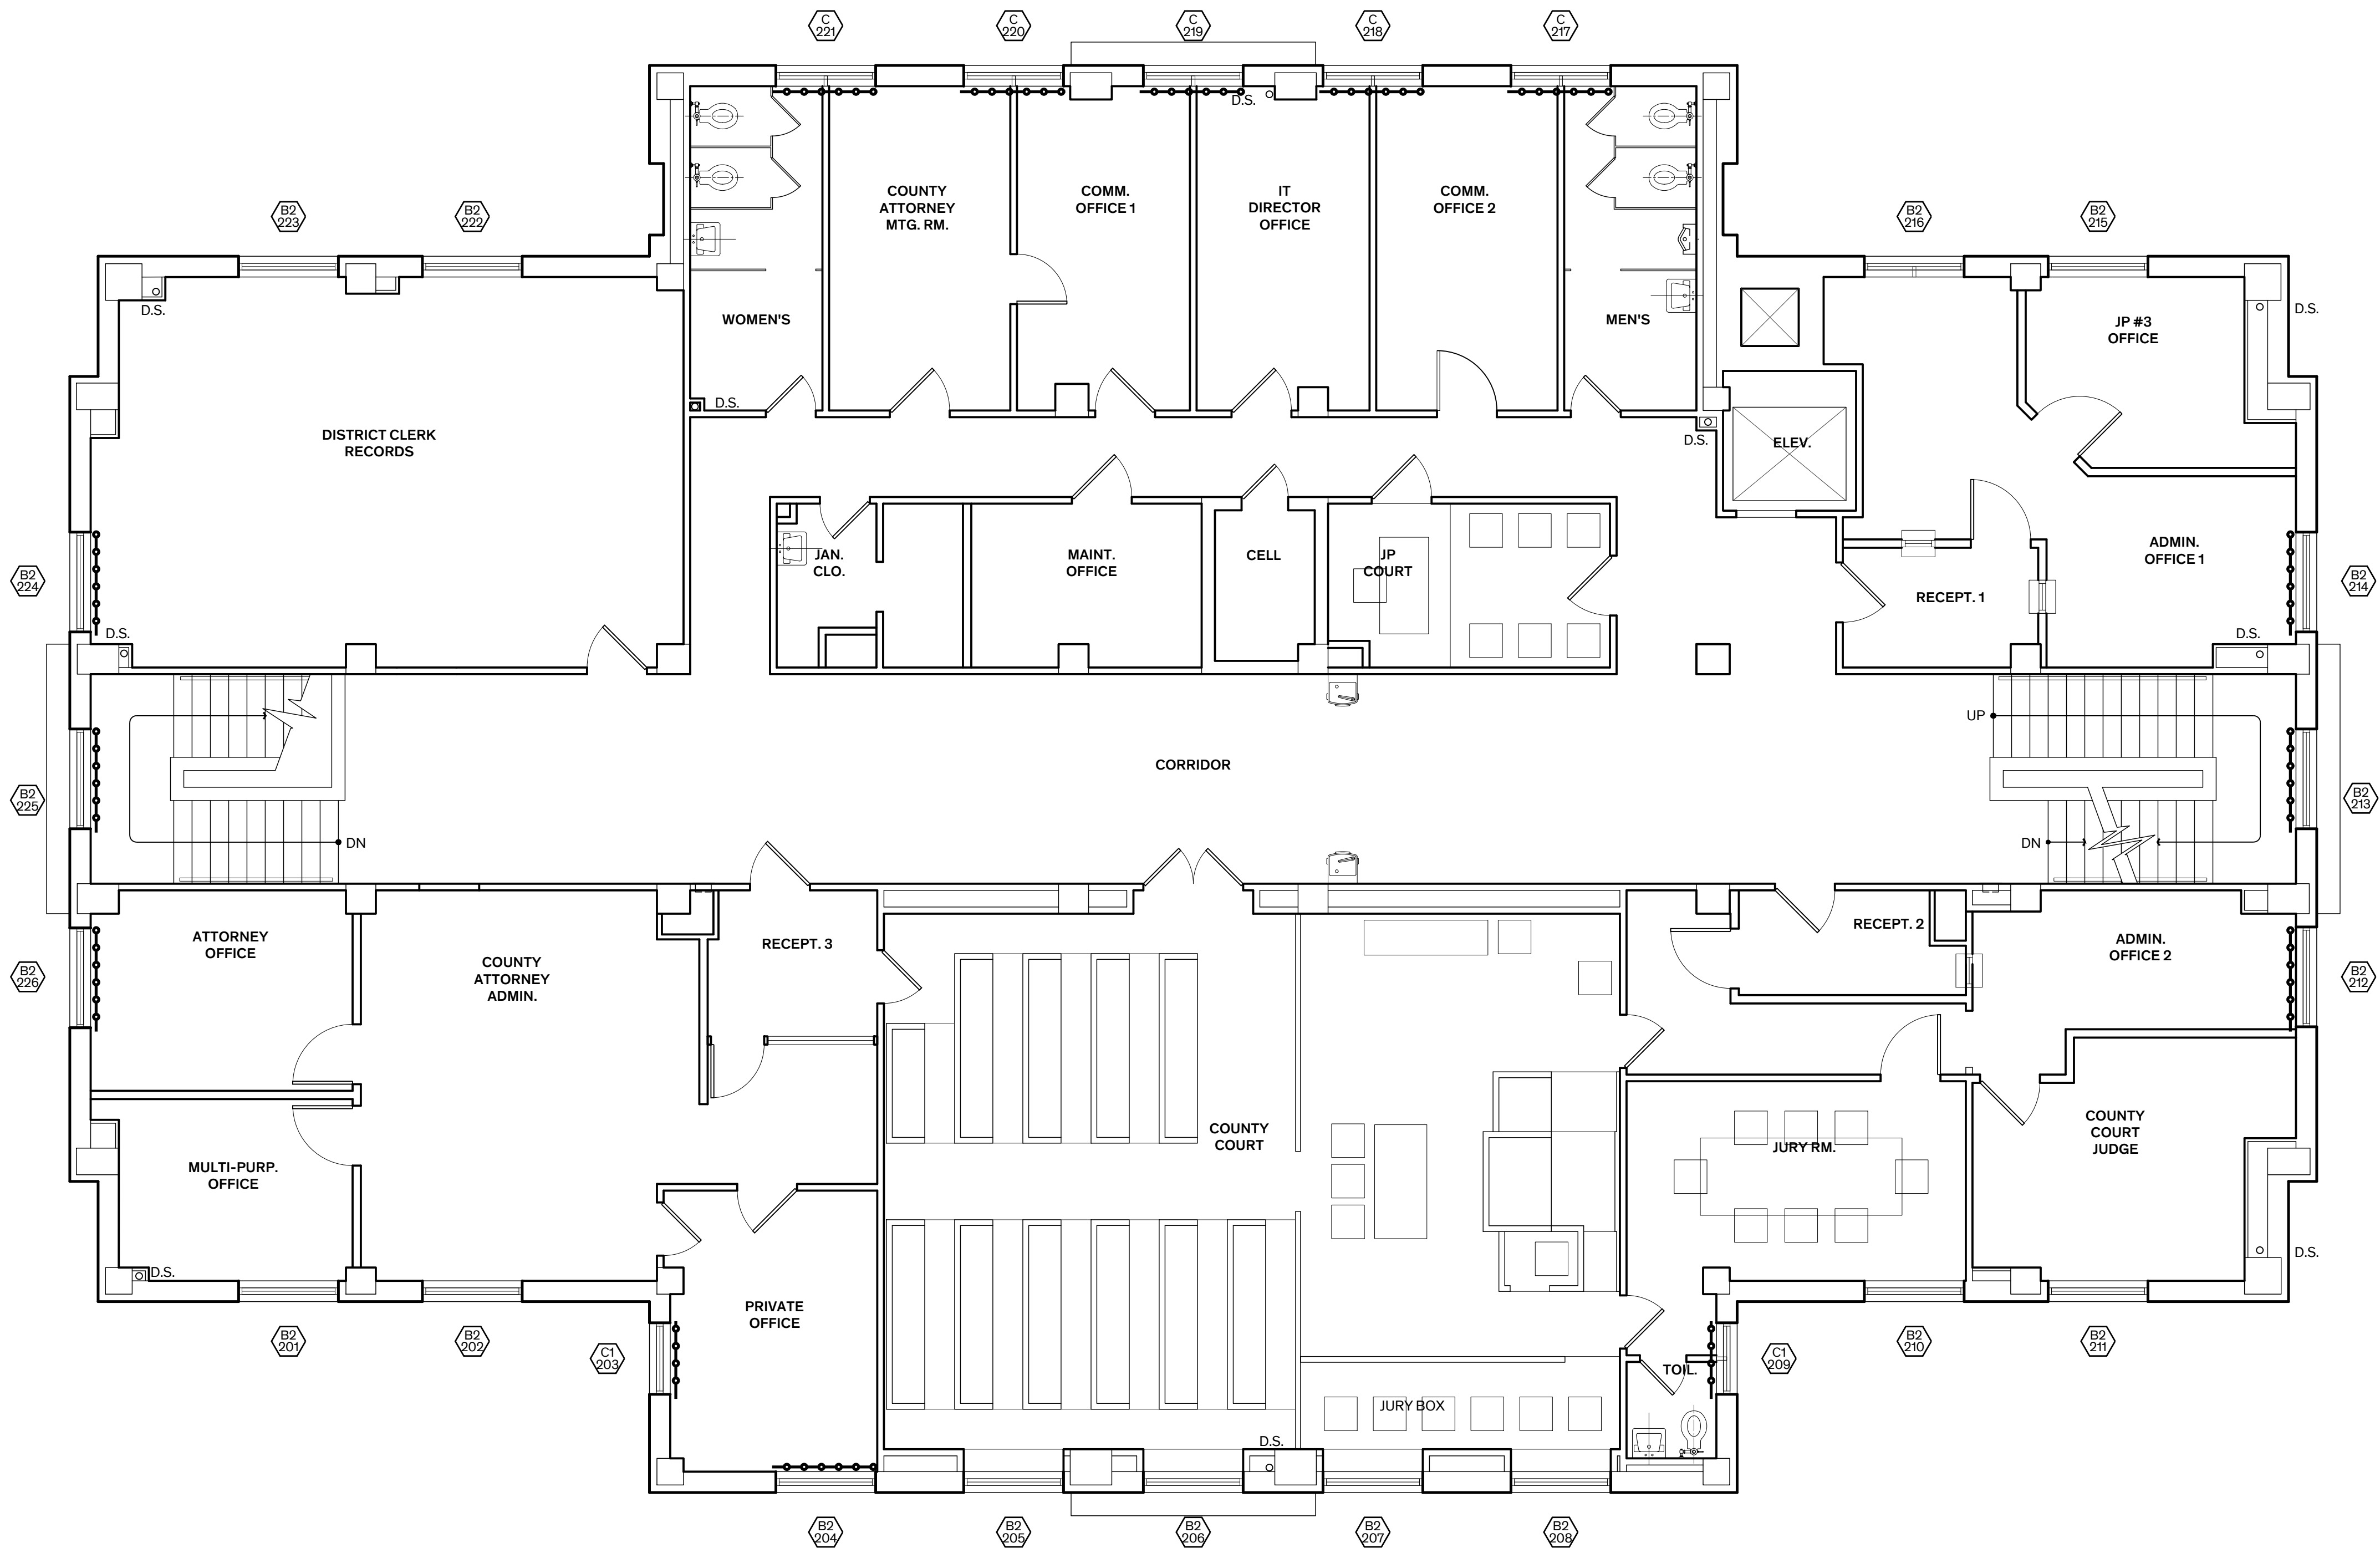 C
221
C
220
C
219
C
218
C
217
D.S.
COUNTY
ATTORNEY
MTG. RM.
COMM.
OFFICE 1
IT
DIRECTOR
OFFICE
COMM.
OFFICE 2
B2
223
B2
222
B2
216
B2
215
D.S.
WOMEN'S
MEN'S
JP #3
OFFICE
D.S.
D.S.
DISTRICT CLERK
RECORDS
D.S.
ELEV.
B2
224
JAN.
CLO.
MAINT.
OFFICE
CELL
JP
COURT
RECEPT. 1
ADMIN.
OFFICE 1
B2
214
D.S.
D.S.
UP
CORRIDOR
B2
225
B2
213
DN
DN
ATTORNEY
OFFICE
COUNTY
ATTORNEY
ADMIN.
RECEPT. 3
RECEPT. 2
ADMIN.
OFFICE 2
B2
226
B2
212
COUNTY
COURT
JURY RM.
COUNTY
COURT
JUDGE
MULTI-PURP.
OFFICE
D.S.
D.S.
PRIVATE
OFFICE
B2
201
B2
202
C1
203
TOIL.
C1
209
B2
210
B2
211
JURY BOX
D.S.
B2
204
B2
205
B2
206
B2
207
B2
208